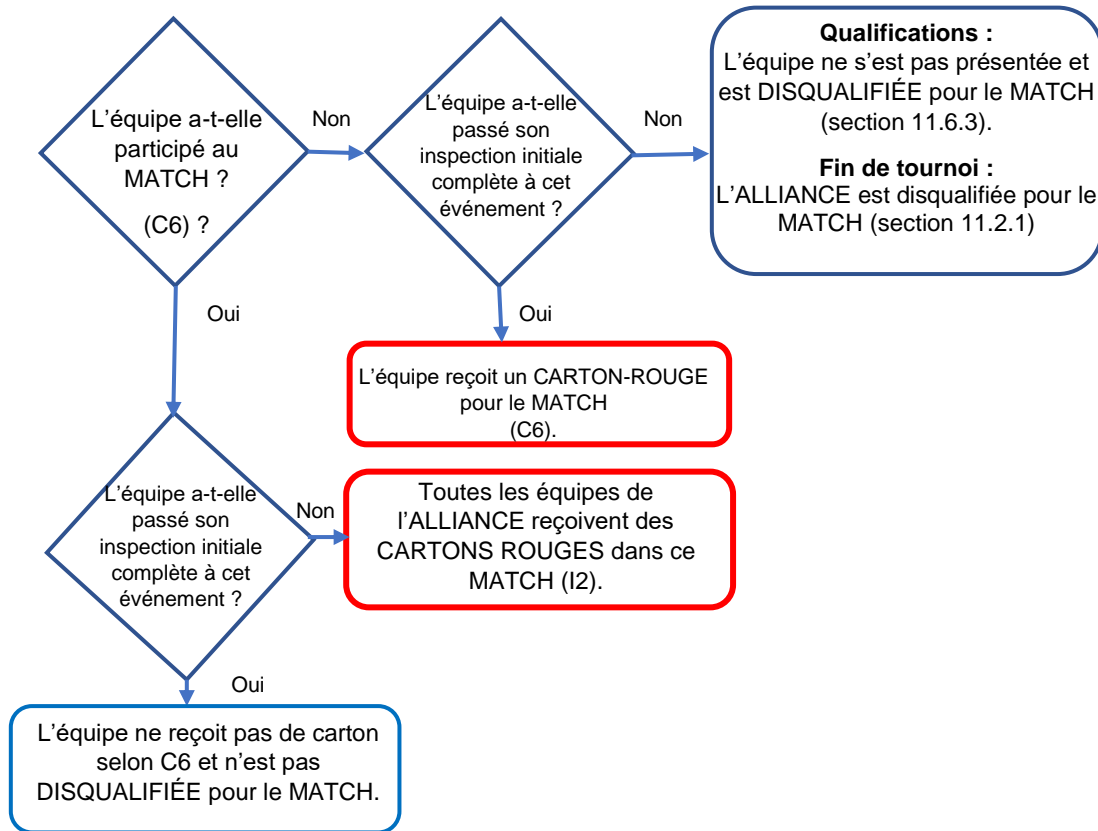 L'équipe a-t-elle
participé au
MATCH ?
(C6) ?
Non
L'équipe a-t-elle
passé son
inspection initiale
complète à cet
événement ?
Non
Qualifications :
L'équipe ne s'est pas présentée et
est DISQUALIFIÉE pour le MATCH
(section 11.6.3).
Fin de tournoi :
L'ALLIANCE est disqualifiée pour le
MATCH (section 11.2.1)
Oui
Oui
L'équipe reçoit un CARTON-ROUGE
pour le MATCH
(C6).
L'équipe a-t-elle
passé son
inspection initiale
complète à cet
événement ?
Non
Toutes les équipes de
l'ALLIANCE reçoivent des
CARTONS ROUGES dans ce
MATCH (I2).
Oui
L'équipe ne reçoit pas de carton
selon C6 et n'est pas
DISQUALIFIÉE pour le MATCH.